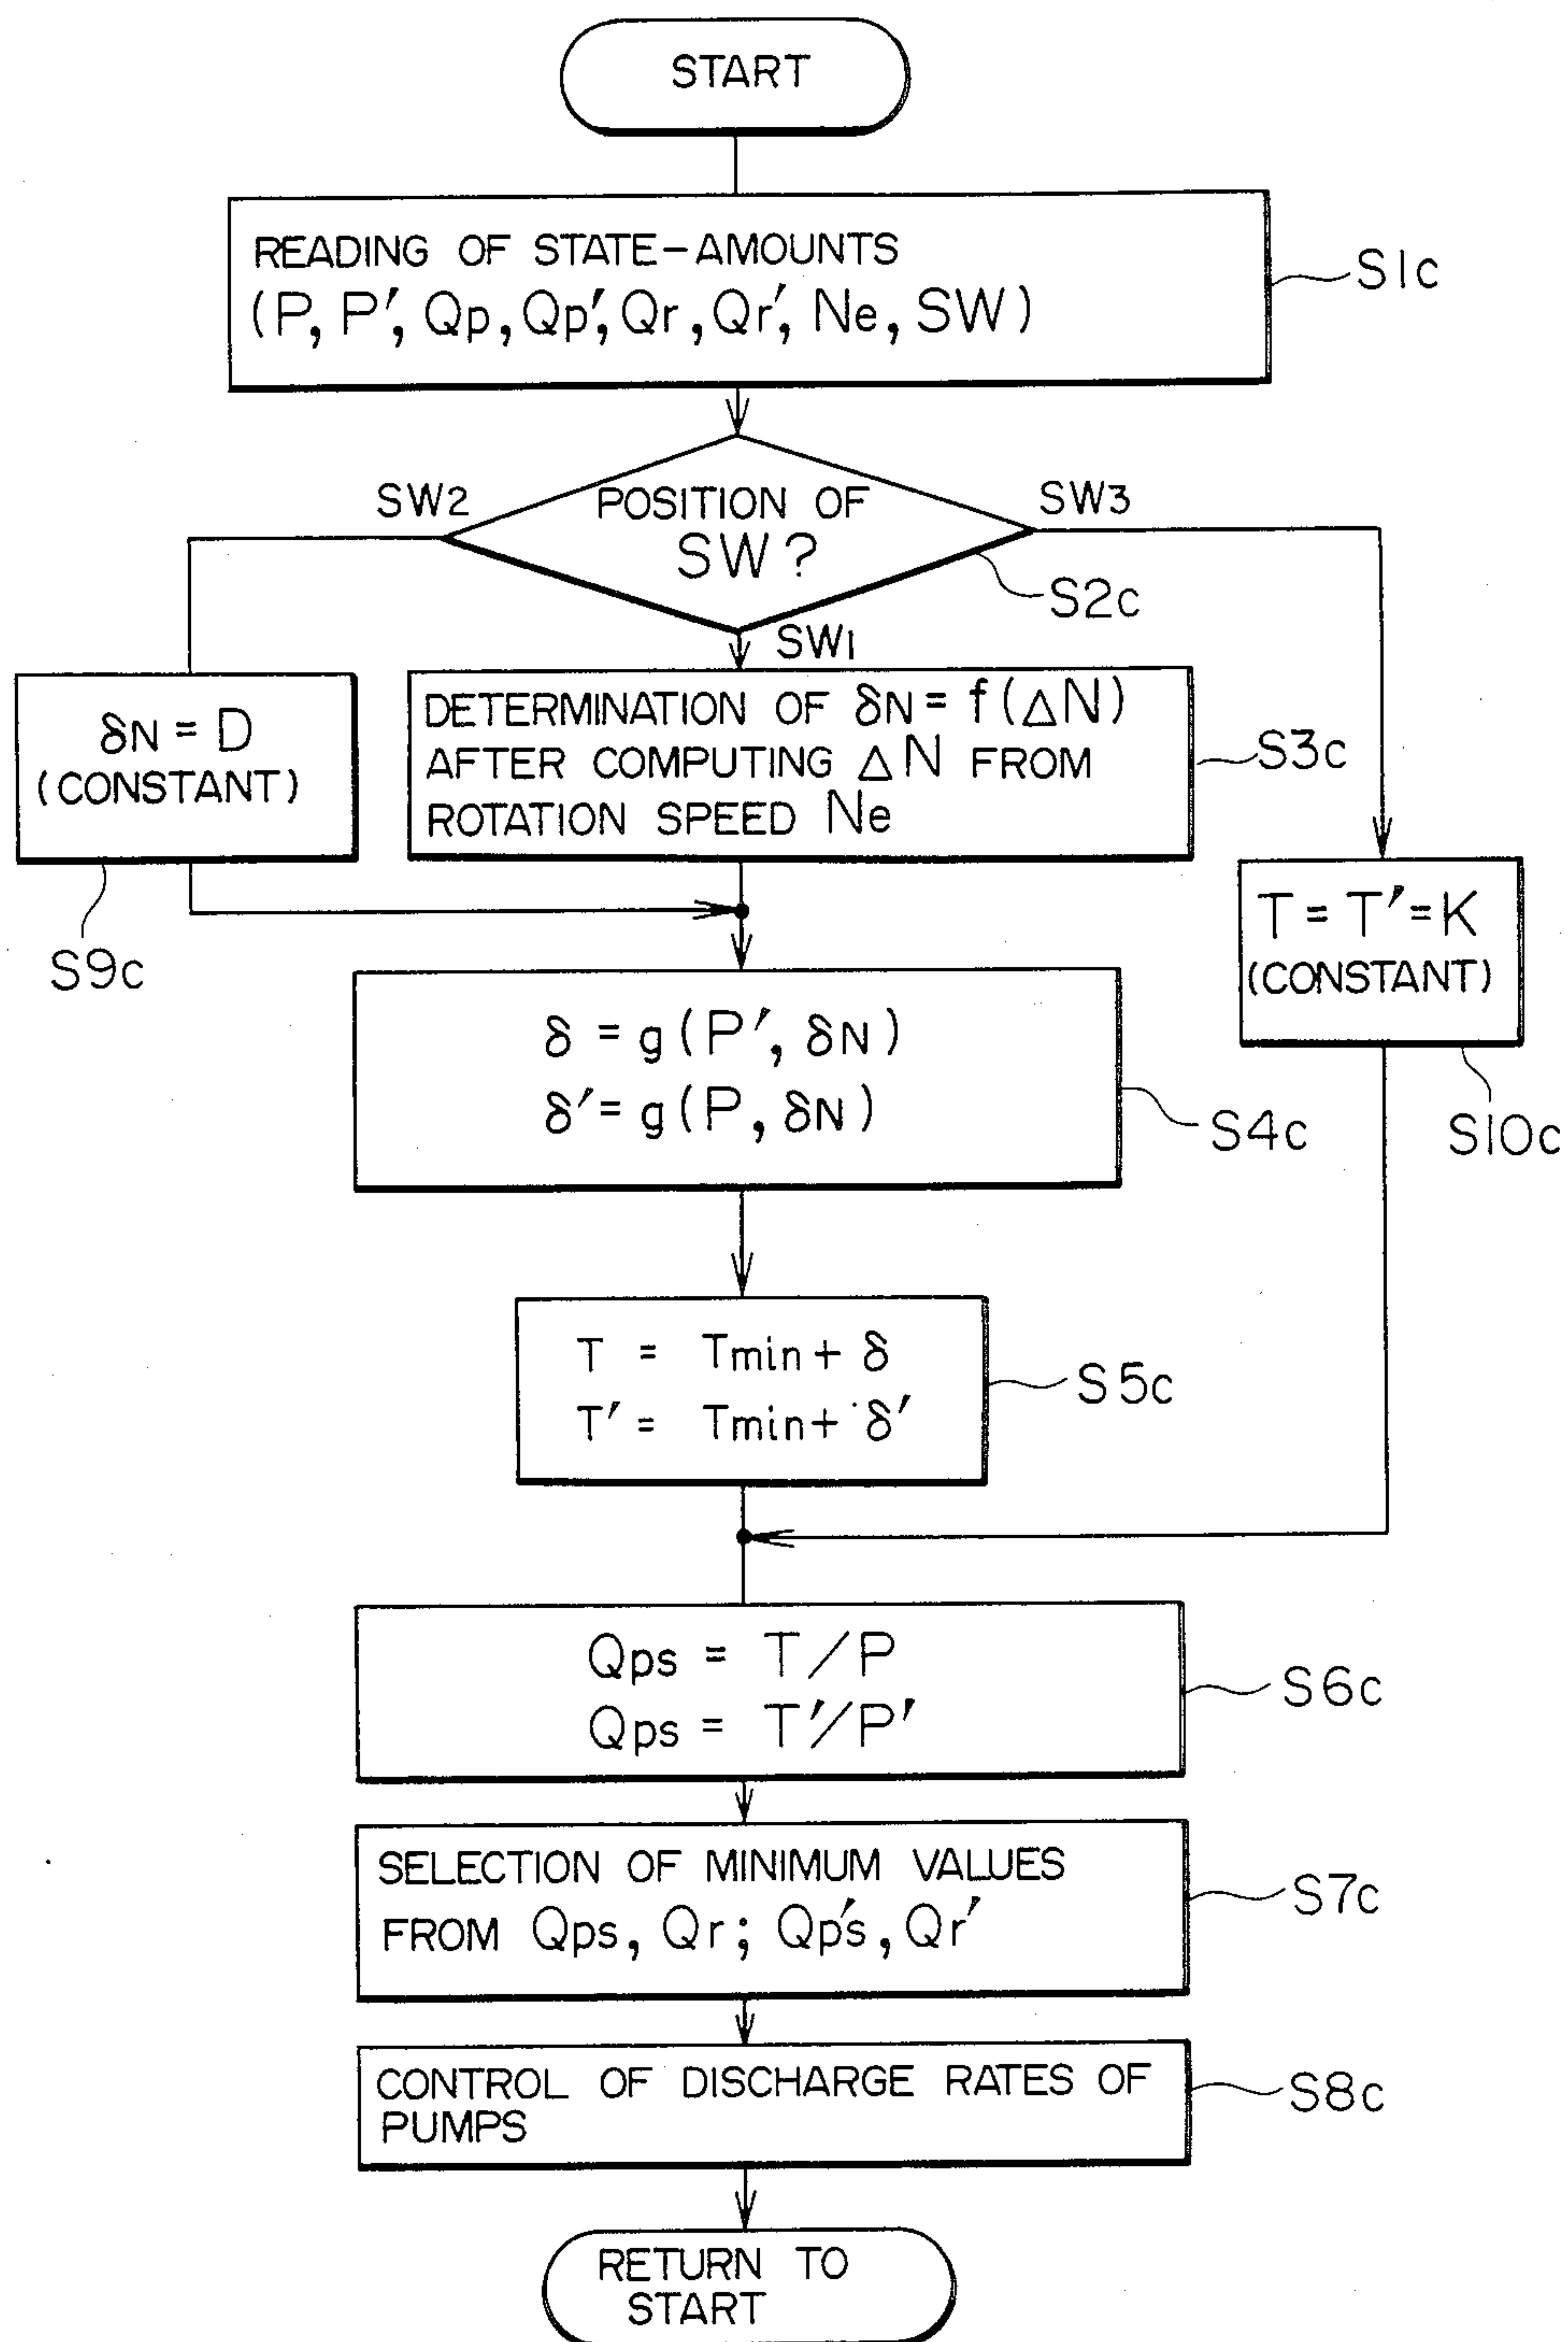 START
READING OF STATE-AMOUNTS
(P, P′, Qp, Qp′, Qr, Qr′, Ne, SW)
S1c
SW2
POSITION OF
SW?
SW3
S2c
SW1
δN = D
(CONSTANT)
S9c
DETERMINATION OF δN = f(ΔN)
AFTER COMPUTING ΔN FROM
ROTATION SPEED Ne
S3c
T = T′ = K
(CONSTANT)
S10c
δ = g(P′, δN)
δ′ = g(P, δN)
S4c
T = Tmin + δ
T′ = Tmin + δ′
S5c
Qps = T/P
Qps = T′/P′
S6c
SELECTION OF MINIMUM VALUES
FROM Qps, Qr; Qp′s, Qr′
S7c
CONTROL OF DISCHARGE RATES OF
PUMPS
S8c
RETURN TO
START